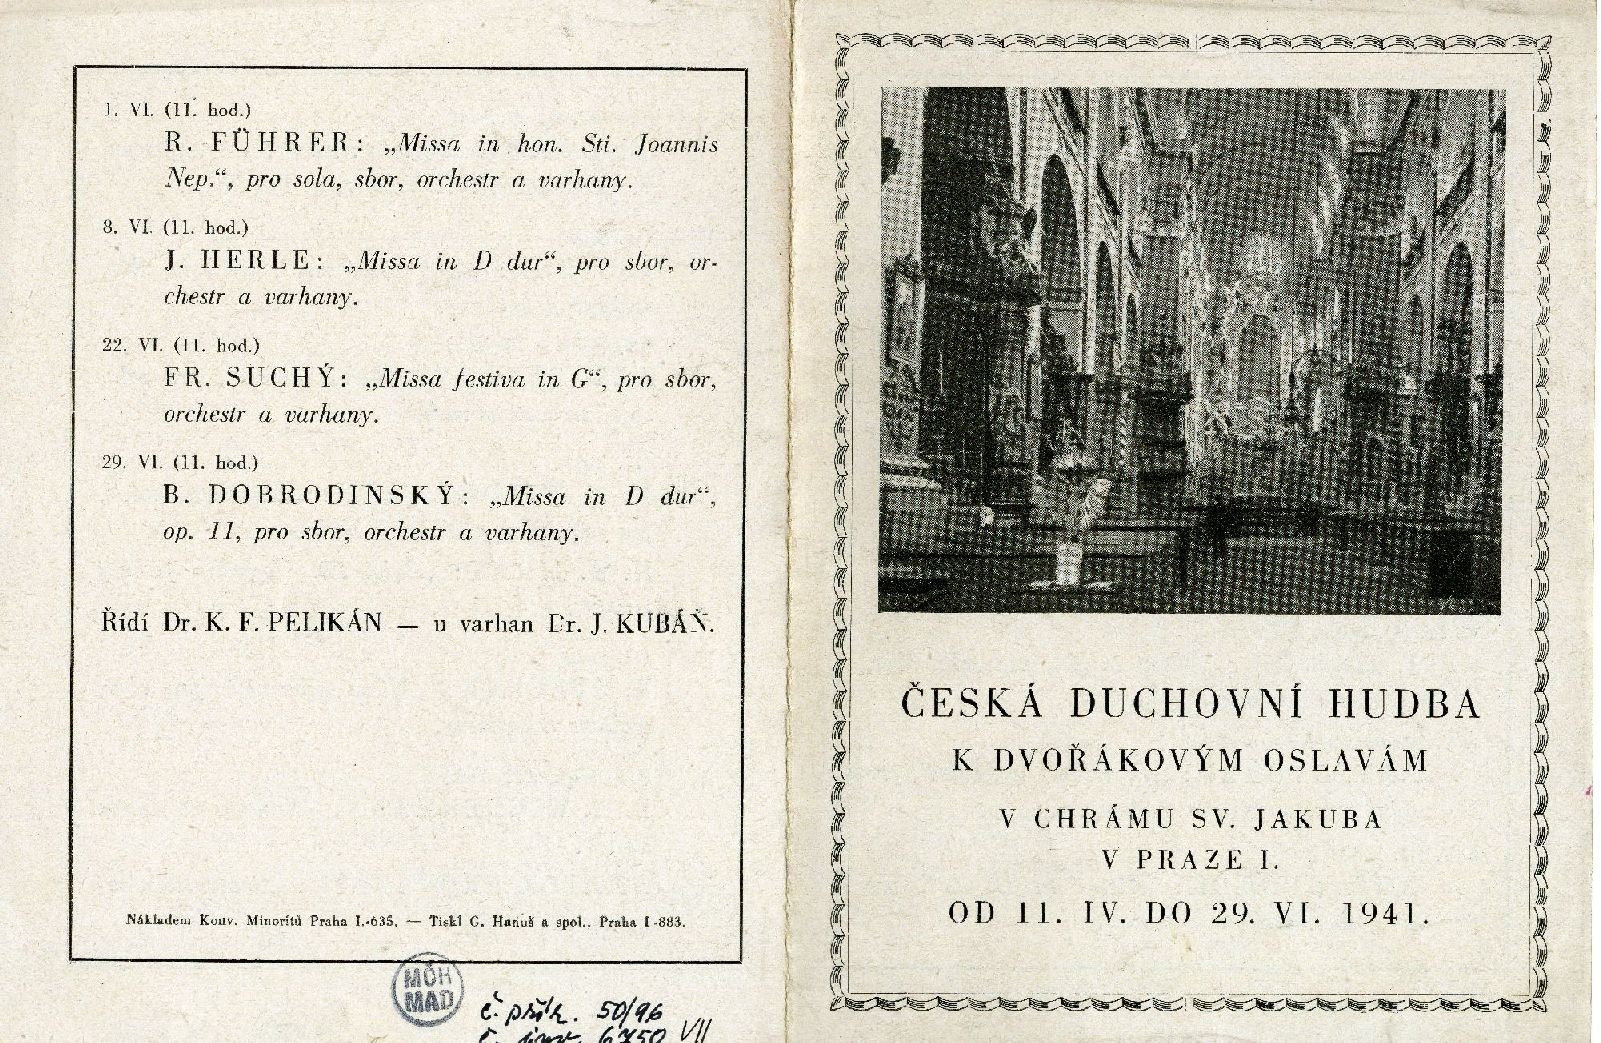 1. VI. (11. hod.)
R. FÜHRER: „Missa in hon. Sti. Joannis
Nep.“, pro sola, sbor, orchestr a varhany.
8. VI. (11. hod.)
J. HERLE: „Missa in D dur“, pro sbor, or-
chestr a varhany.
22. VI. (11. hod.)
FR. SUCHÝ: „Missa festiva in G“, pro sbor,
orchestr a varhany.
29. VI. (11. hod.)
B. DOBRODINSKÝ: „Missa in D dur“,
op. 11, pro sbor, orchestr a varhany.
Řídí Dr. K. F. PELIKÁN — u varhan Dr. J. KUBÁŇ.
Nákladem Konv. Minoritů Praha I.-635. — Tiskl C. Hanuš a spol., Praha I-883.
MČH
MAD
č. přír. 50/96
č. inv. 6750 VII
ČESKÁ DUCHOVNÍ HUDBA
K DVOŘÁKOVÝM OSLAVÁM
V CHRÁMU SV. JAKUBA
V PRAZE I.
OD 11. IV. DO 29. VI. 1941.